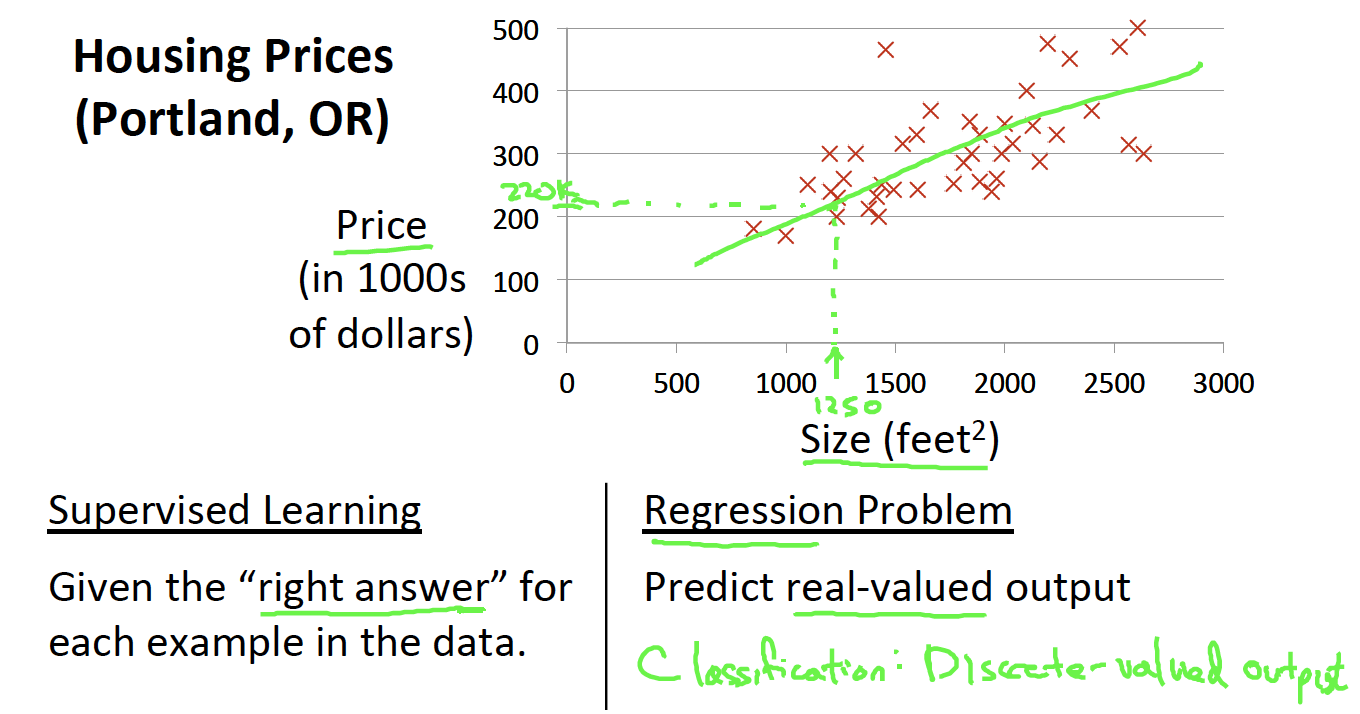 Housing Prices
(Portland, OR)
500
400
300
220K
200
100
0
Price
(in 1000s
of dollars)
0 500 1000 1500 2000 2500 3000
1250
Size (feet²)
Supervised Learning
Given the “right answer” for
each example in the data.
Regression Problem
Predict real-valued output
Classification: Discrete-valued output